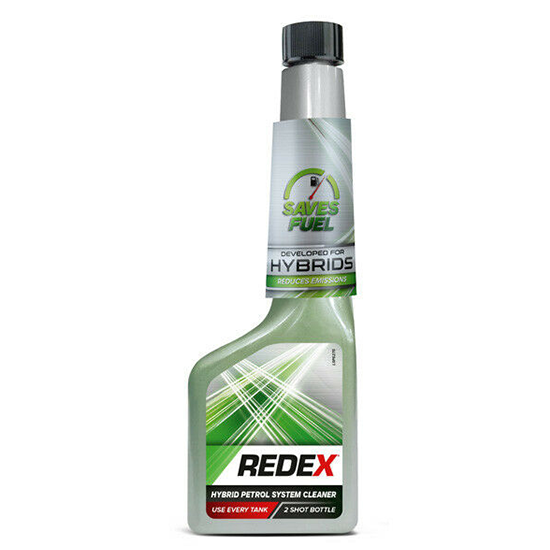 SAVES
FUEL
DEVELOPED FOR
HYBRIDS
REDUCES EMISSIONS
REDEX
HYBRID PETROL SYSTEM CLEANER
USE EVERY TANK
2 SHOT BOTTLE